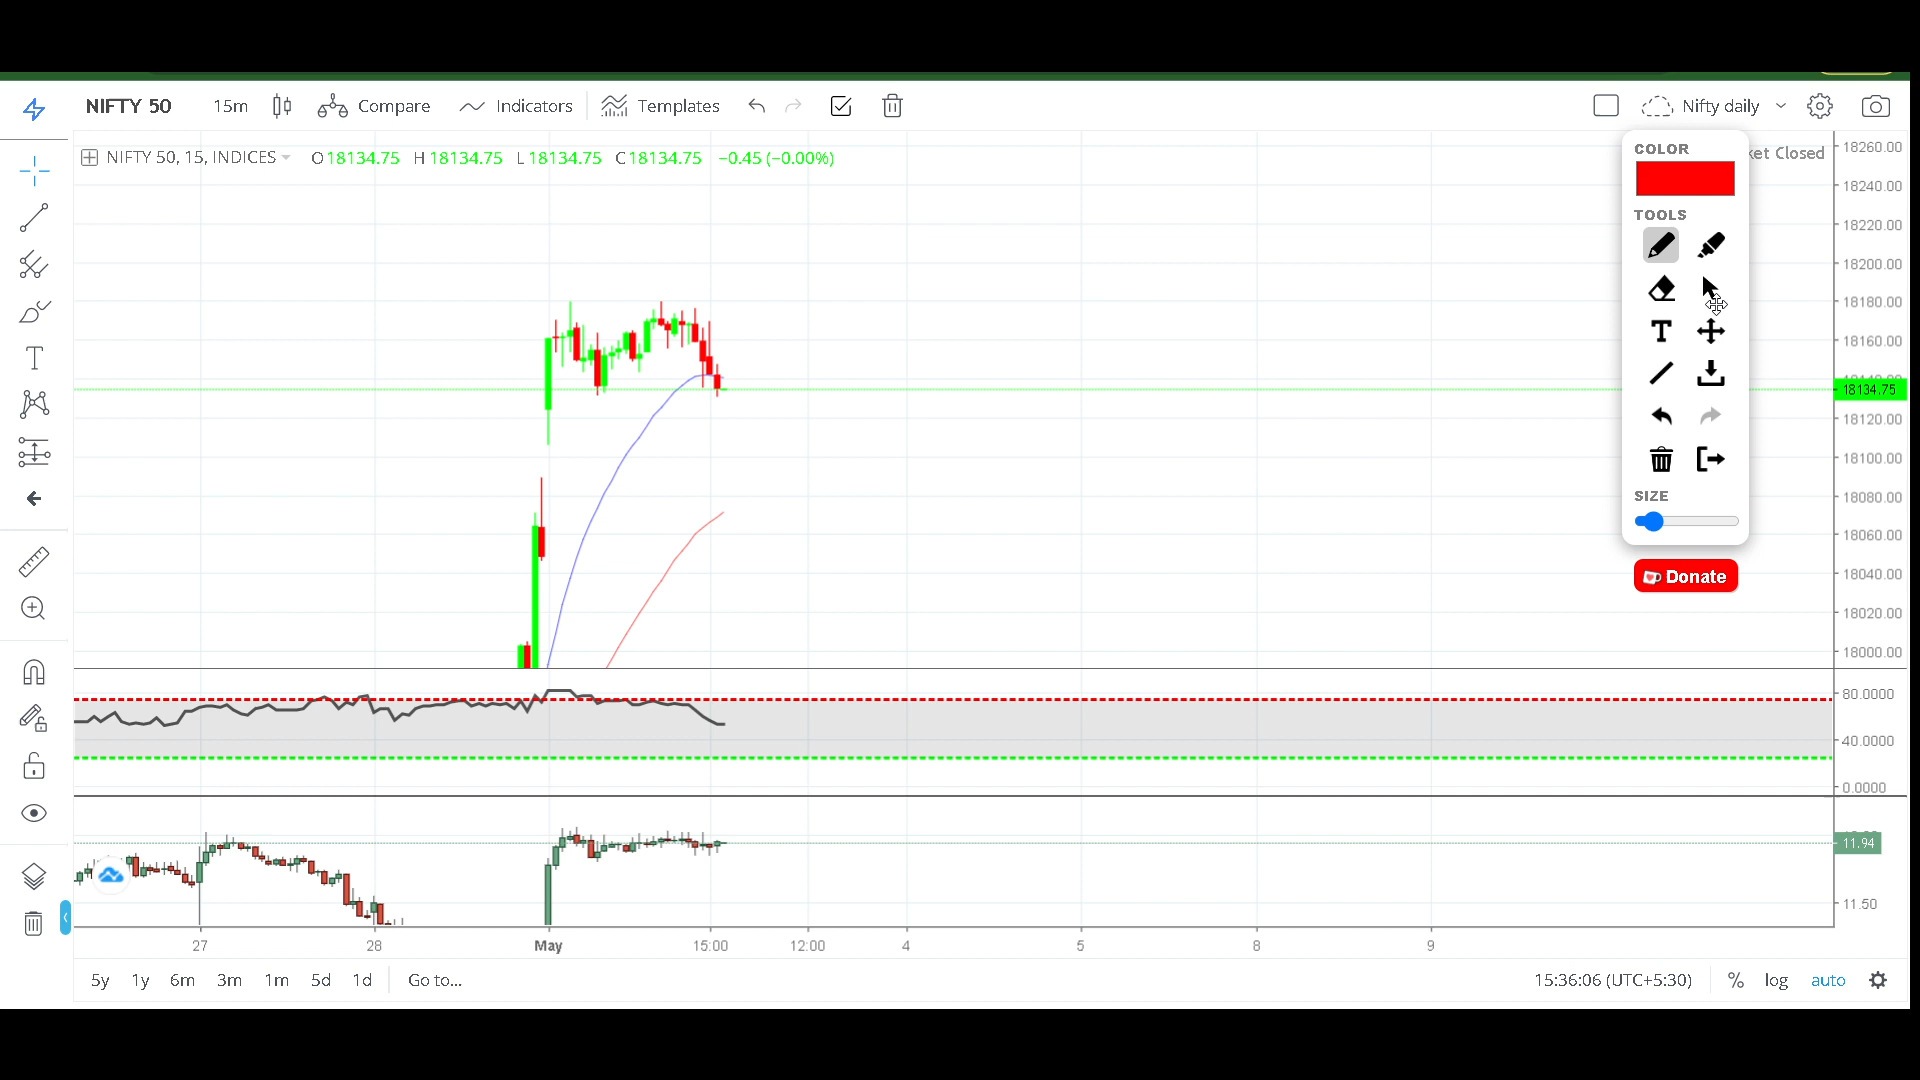 NIFTY 50 15m Compare Indicators Templates Nifty daily
NIFTY 50, 15, INDICES O18134.75 H18134.75 L18134.75 C18134.75 −0.45 (−0.00%)
ket Closed
COLOR
TOOLS
SIZE
Donate
18260.00
18240.00
18220.00
18200.00
18180.00
18160.00
18134.75
18120.00
18100.00
18080.00
18060.00
18040.00
18020.00
18000.00
80.0000
40.0000
0.0000
11.94
11.50
27 28 May 15:00 12:00 4 5 8 9
5y 1y 6m 3m 1m 5d 1d Go to... 15:36:06 (UTC+5:30) % log auto